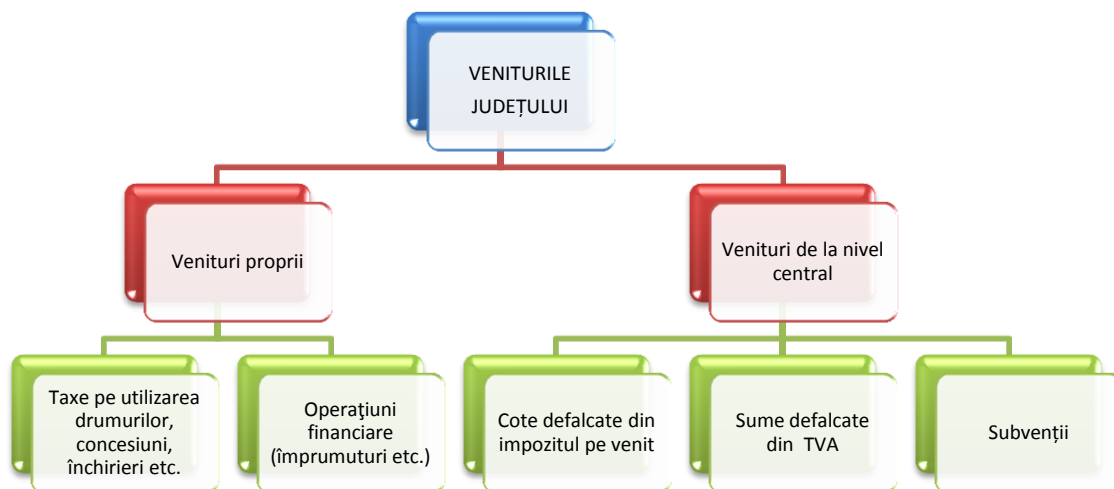 VENITURILE
JUDEȚULUI
Venituri proprii
Venituri de la nivel
central
Taxe pe utilizarea
drumurilor,
concesiuni,
închirieri etc.
Operaţiuni
financiare
(împrumuturi etc.)
Cote defalcate din
impozitul pe venit
Sume defalcate
din TVA
Subvenții